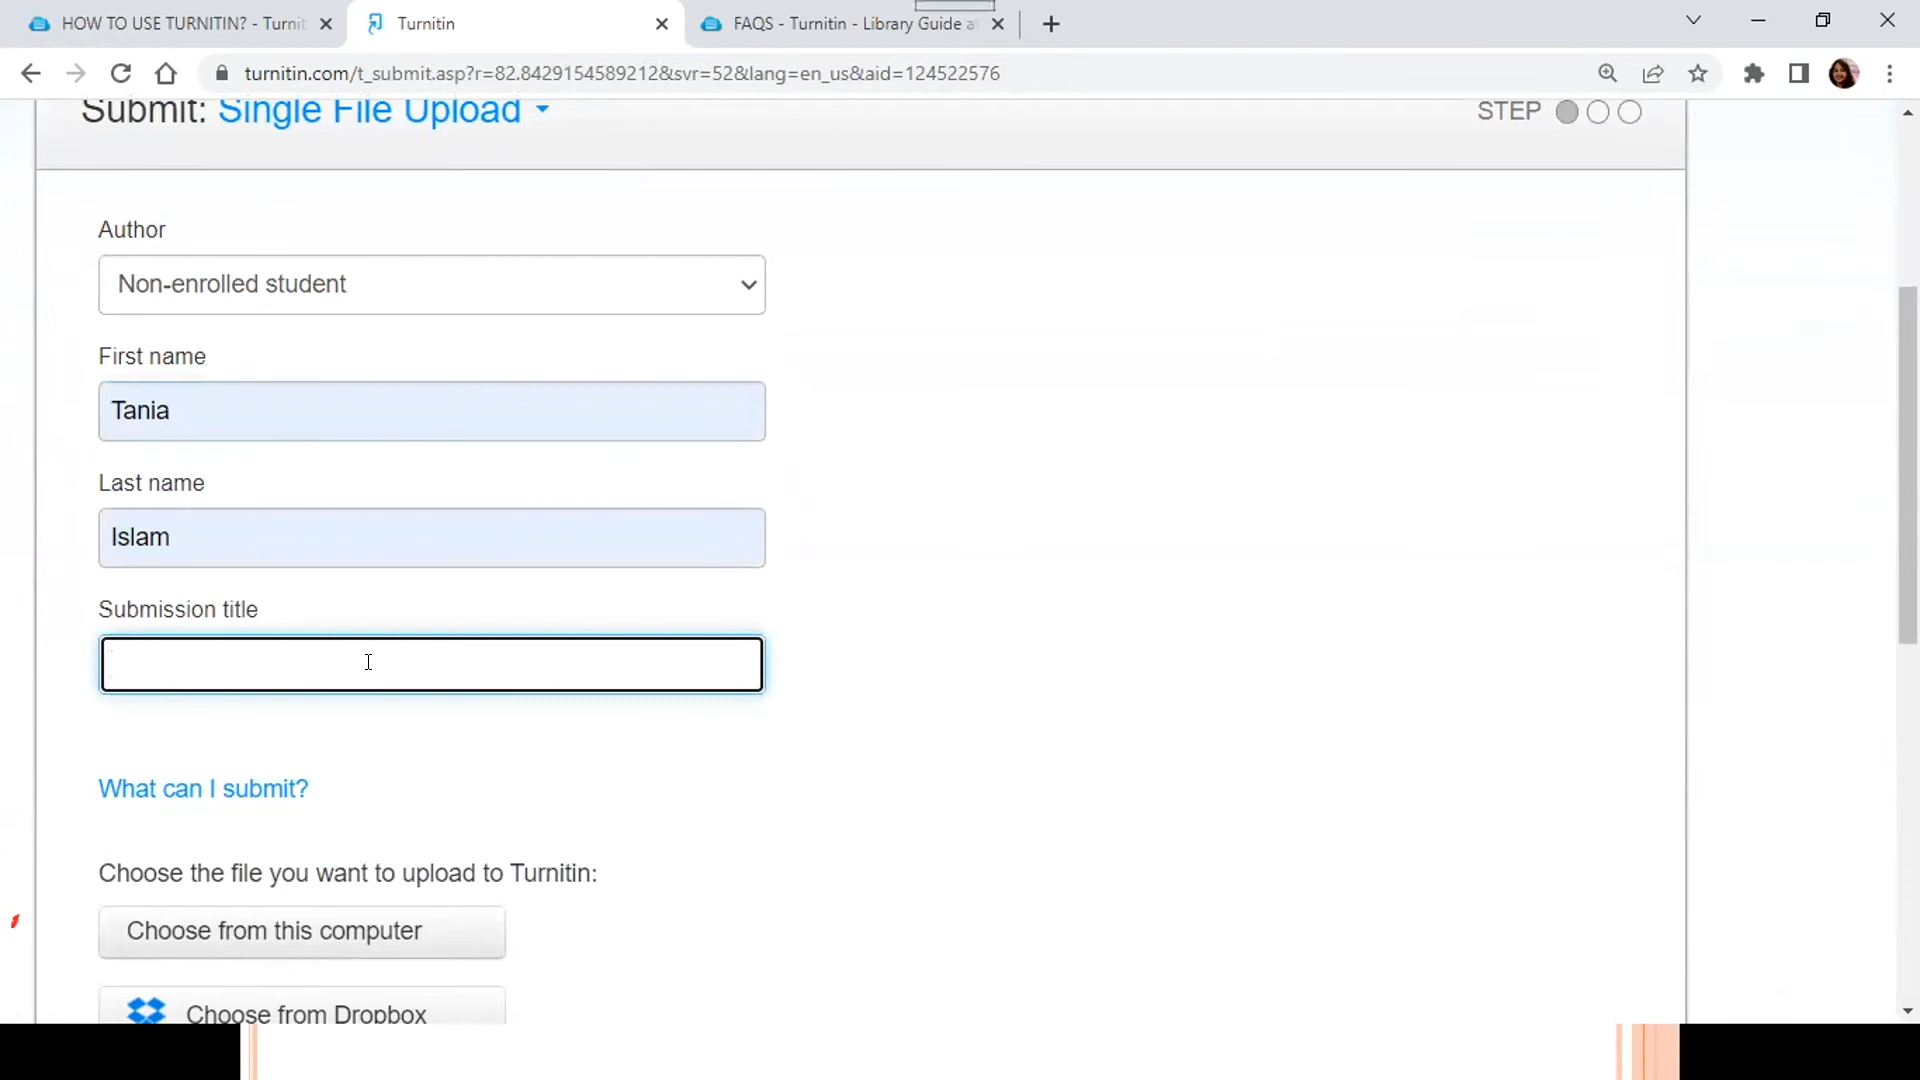 HOW TO USE TURNITIN? - Turnit
Turnitin
FAQS - Turnitin - Library Guide a
turnitin.com/t_submit.asp?r=82.8429154589212&svr=52&lang=en_us&aid=124522576
Submit: Single File Upload
STEP
Author
Non-enrolled student
First name
Tania
Last name
Islam
Submission title
What can I submit?
Choose the file you want to upload to Turnitin:
Choose from this computer
Choose from Dropbox